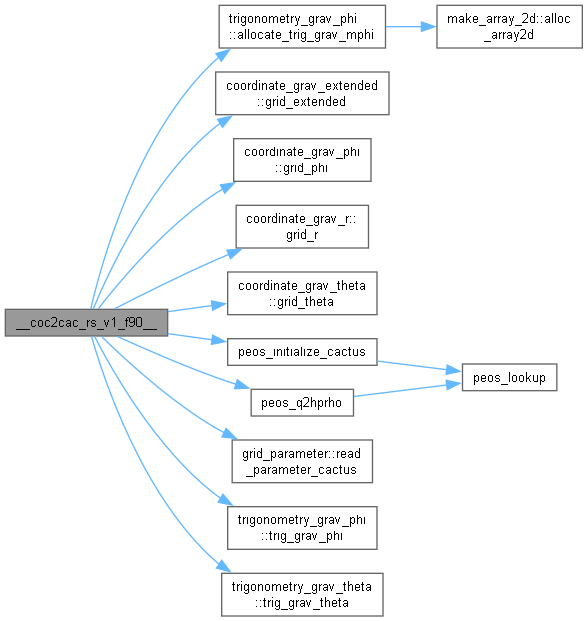 trigonometry_grav_phi
::allocate_trig_grav_mphi
make_array_2d::alloc
_array2d
coordinate_grav_extended
::grid_extended
coordinate_grav_phi
::grid_phi
coordinate_grav_r::
grid_r
coordinate_grav_theta
::grid_theta
__coc2cac_rs_v1_f90__
peos_initialize_cactus
peos_lookup
peos_q2hprho
grid_parameter::read
_parameter_cactus
trigonometry_grav_phi
::trig_grav_phi
trigonometry_grav_theta
::trig_grav_theta